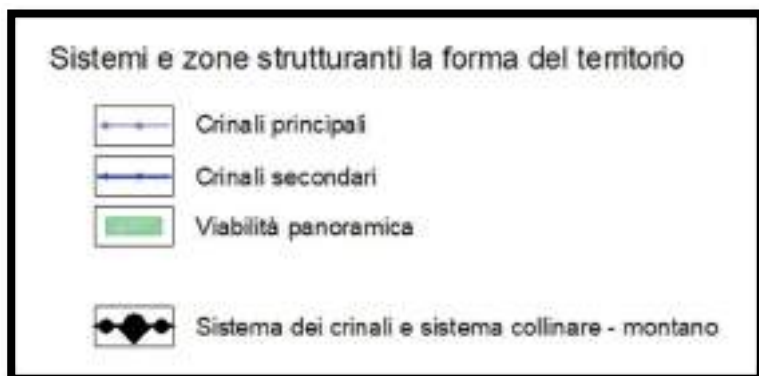 Sistemi e zone strutturanti la forma del territorio
Crinali principali
Crinali secondari
Viabilità panoramica
Sistema dei crinali e sistema collinare - montano